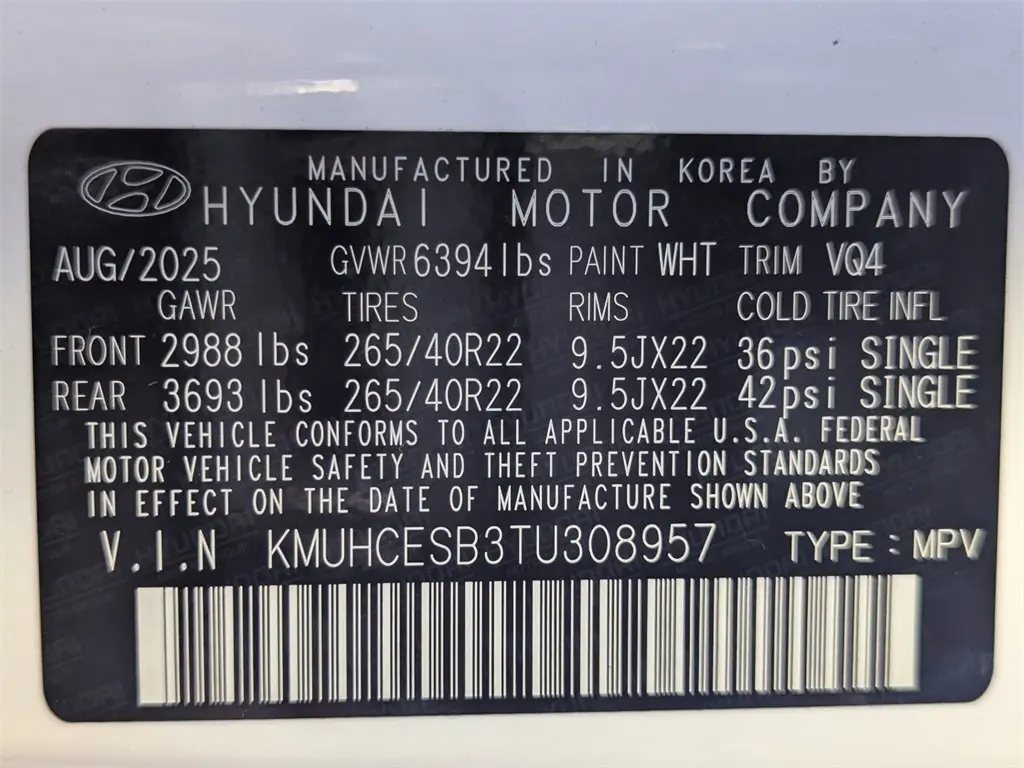 MANUFACTURED IN KOREA BY
HYUNDAI MOTOR COMPANY
AUG/2025 GVWR 6394 lbs PAINT WHT TRIM VQ4
GAWR TIRES RIMS COLD TIRE INFL
FRONT 2988 lbs 265/40R22 9.5JX22 36psi SINGLE
REAR 3693 lbs 265/40R22 9.5JX22 42psi SINGLE
THIS VEHICLE CONFORMS TO ALL APPLICABLE U.S.A. FEDERAL
MOTOR VEHICLE SAFETY AND THEFT PREVENTION STANDARDS
IN EFFECT ON THE DATE OF MANUFACTURE SHOWN ABOVE
V.I.N KMUHCESB3TU308957 TYPE : MPV